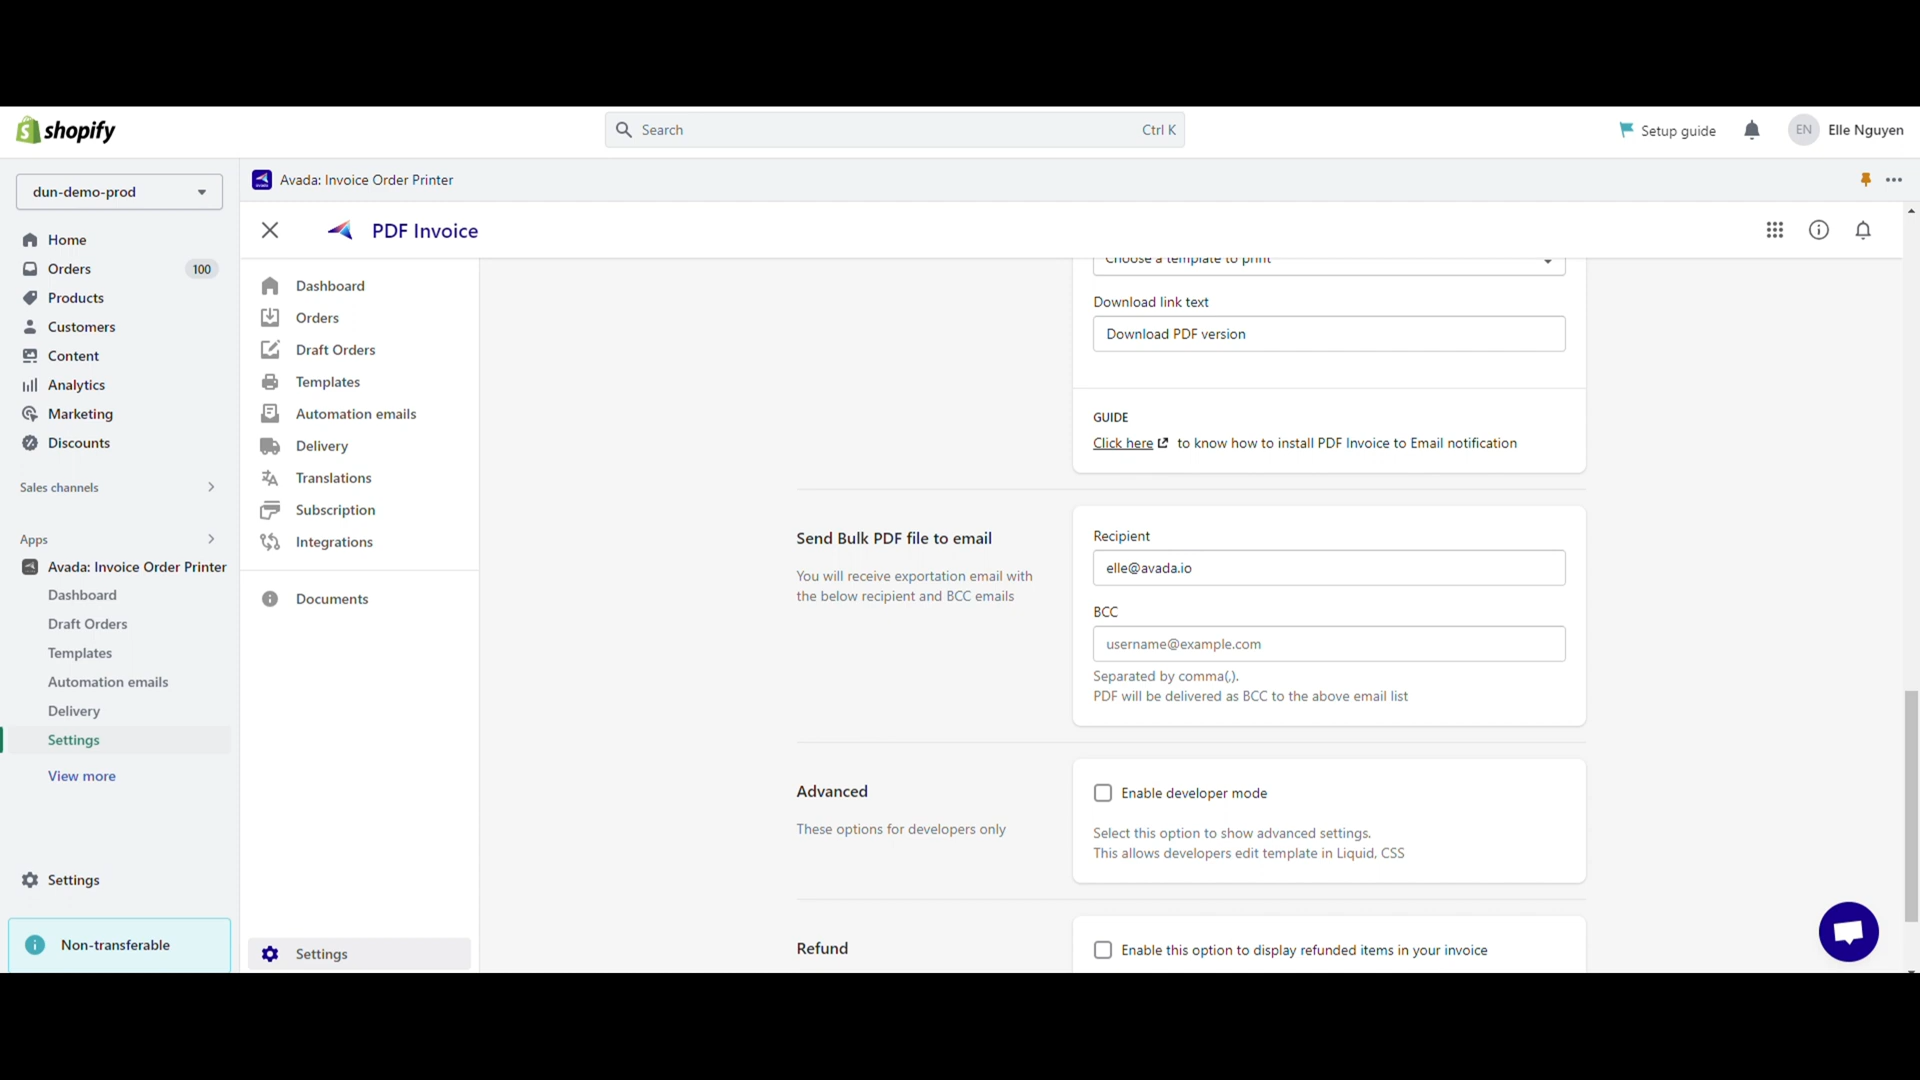 shopify
Search
Ctrl K
Setup guide
EN
Elle Nguyen
dun-demo-prod
Home
Orders
100
Products
Customers
Content
Analytics
Marketing
Discounts
Sales channels
Apps
Avada: Invoice Order Printer
Dashboard
Draft Orders
Templates
Automation emails
Delivery
Settings
View more
Settings
Non-transferable
Avada: Invoice Order Printer
PDF Invoice
Dashboard
Orders
Draft Orders
Templates
Automation emails
Delivery
Translations
Subscription
Integrations
Documents
Settings
Choose a template to print
Download link text
Download PDF version
GUIDE
Click here to know how to install PDF Invoice to Email notification
Send Bulk PDF file to email
You will receive exportation email with
the below recipient and BCC emails
Recipient
elle@avada.io
BCC
username@example.com
Separated by comma(,).
PDF will be delivered as BCC to the above email list
Advanced
These options for developers only
Enable developer mode
Select this option to show advanced settings.
This allows developers edit template in Liquid, CSS
Refund
Enable this option to display refunded items in your invoice